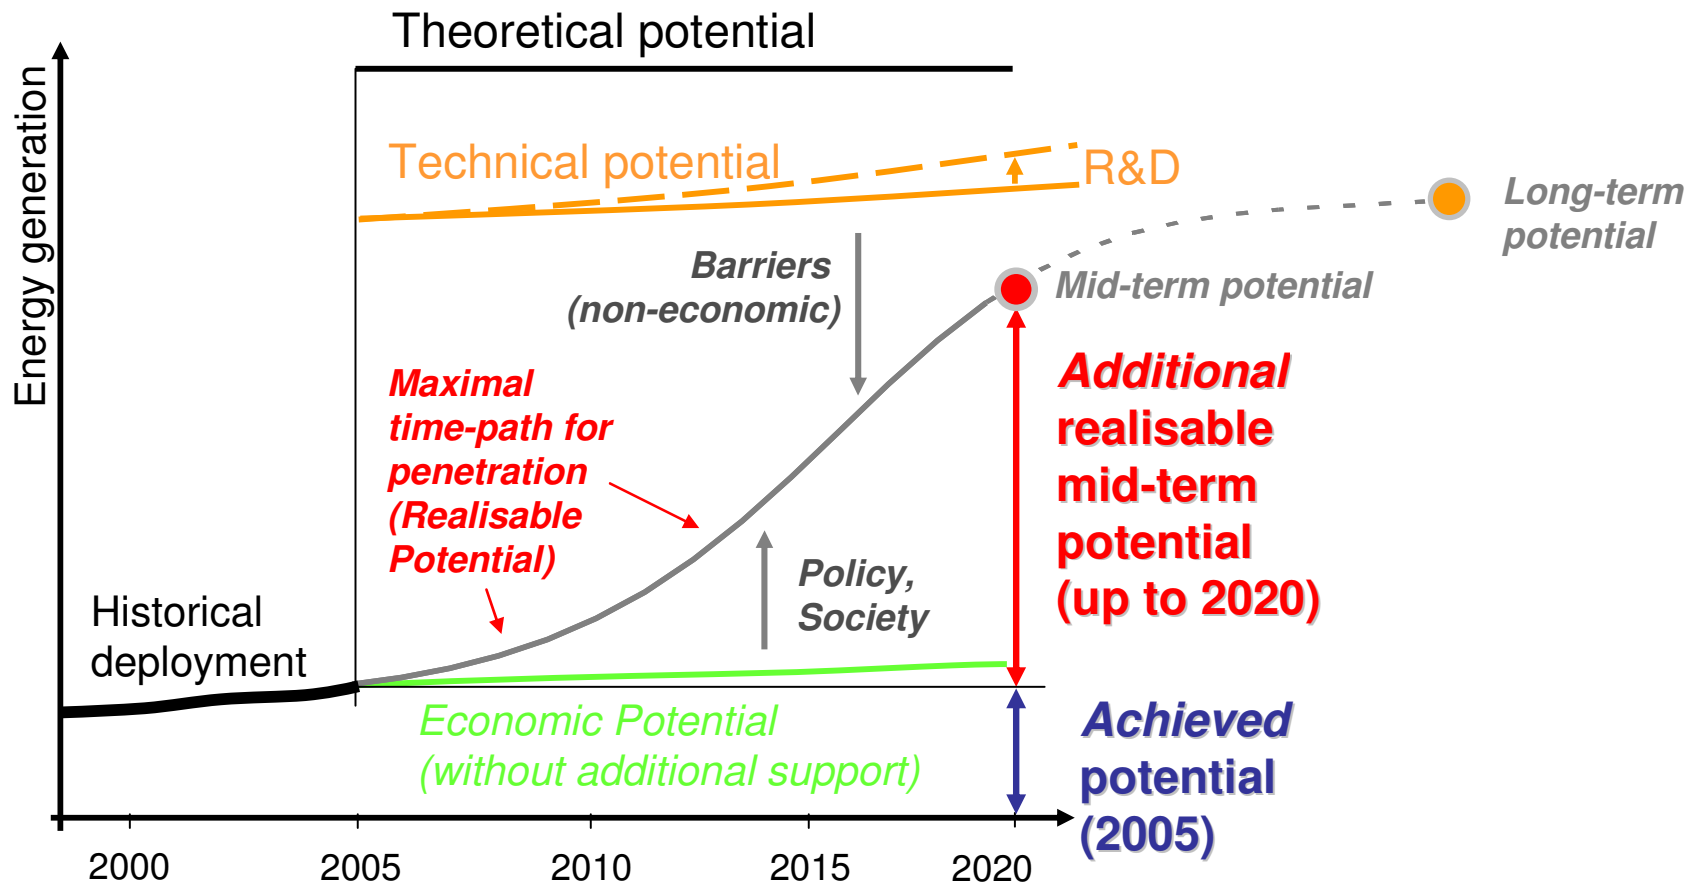 Theoretical potential
Energy generation
Technical potential
R&D
Long-term
potential
Barriers
(non-economic)
Mid-term potential
Maximal
time-path for
penetration
(Realisable
Potential)
Additional
realisable
mid-term
potential
(up to 2020)
Policy,
Society
Historical
deployment
Economic Potential
(without additional support)
Achieved
potential
(2005)
2000
2005
2010
2015
2020